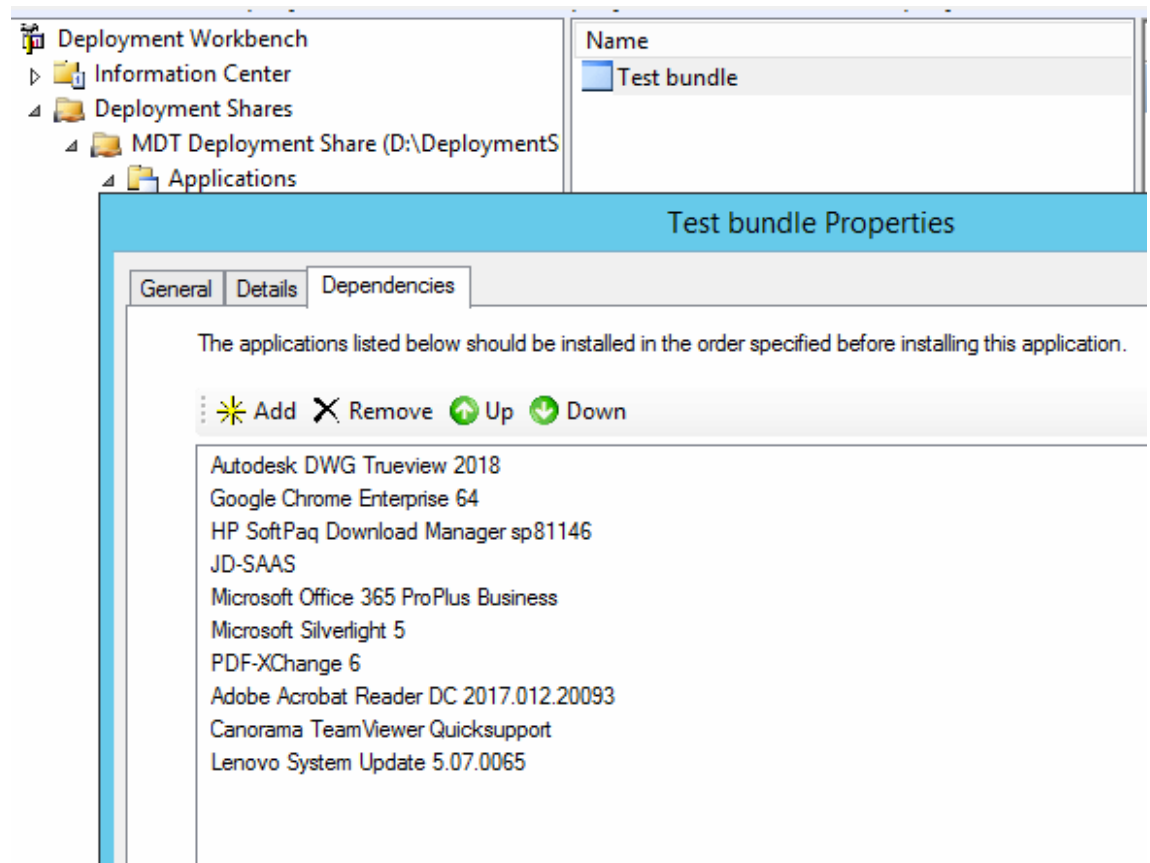 Deployment Workbench
Information Center
Deployment Shares
MDT Deployment Share (D:\DeploymentS
Applications
Name
Test bundle
Test bundle Properties
General Details Dependencies
The applications listed below should be installed in the order specified before installing this application.
Add Remove Up Down
Autodesk DWG Trueview 2018
Google Chrome Enterprise 64
HP SoftPaq Download Manager sp81146
JD-SAAS
Microsoft Office 365 ProPlus Business
Microsoft Silverlight 5
PDF-XChange 6
Adobe Acrobat Reader DC 2017.012.20093
Canorama TeamViewer Quicksupport
Lenovo System Update 5.07.0065